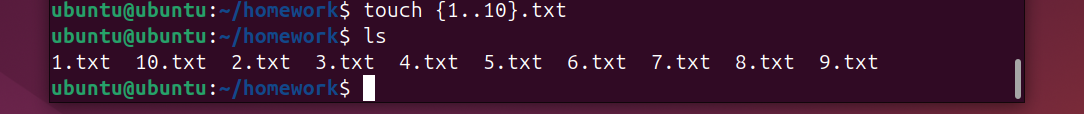 ubuntu@ubuntu:~/homework$ touch {1..10}.txt
ubuntu@ubuntu:~/homework$ ls
1.txt  10.txt  2.txt  3.txt  4.txt  5.txt  6.txt  7.txt  8.txt  9.txt
ubuntu@ubuntu:~/homework$